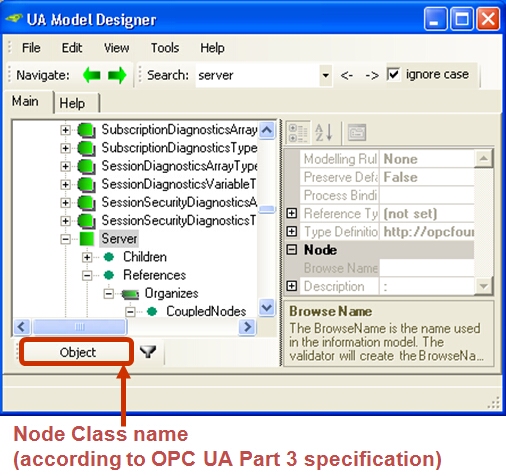 UA Model Designer
File Edit View Tools Help
Navigate: Search: server <- -> ignore case
Main Help
SubscriptionDiagnosticsArray
SubscriptionDiagnosticsType
SessionDiagnosticsArrayType
SessionDiagnosticsVariableT
SessionSecurityDiagnosticsA
SessionSecurityDiagnosticsT
Server
Children
References
Organizes
CoupledNodes
Modelling Rul None
Preserve Defa False
Process Bindi
Reference Ty (not set)
Type Definitio http://opcfour
Node
Browse Name
Description :
Browse Name
The BrowseName is the name used
in the information model. The
validator will create the BrowseNa...
Object
Node Class name
(according to OPC UA Part 3 specification)